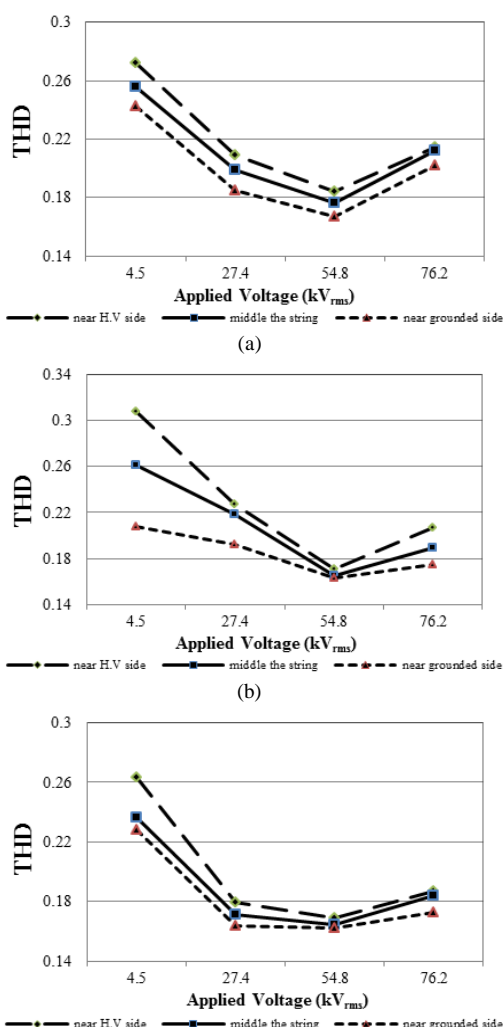 0.3
0.26
0.22
0.18
0.14
THD
4.5 27.4 54.8 76.2
Applied Voltage (kVrms)
near H.V side middle the string near grounded side
(a)
0.34
0.3
0.26
0.22
0.18
0.14
THD
4.5 27.4 54.8 76.2
Applied Voltage (kVrms)
near H.V side middle the string near grounded side
(b)
0.3
0.26
0.22
0.18
0.14
THD
4.5 27.4 54.8 76.2
Applied Voltage (kVrms)
near H.V side middle the string near grounded side